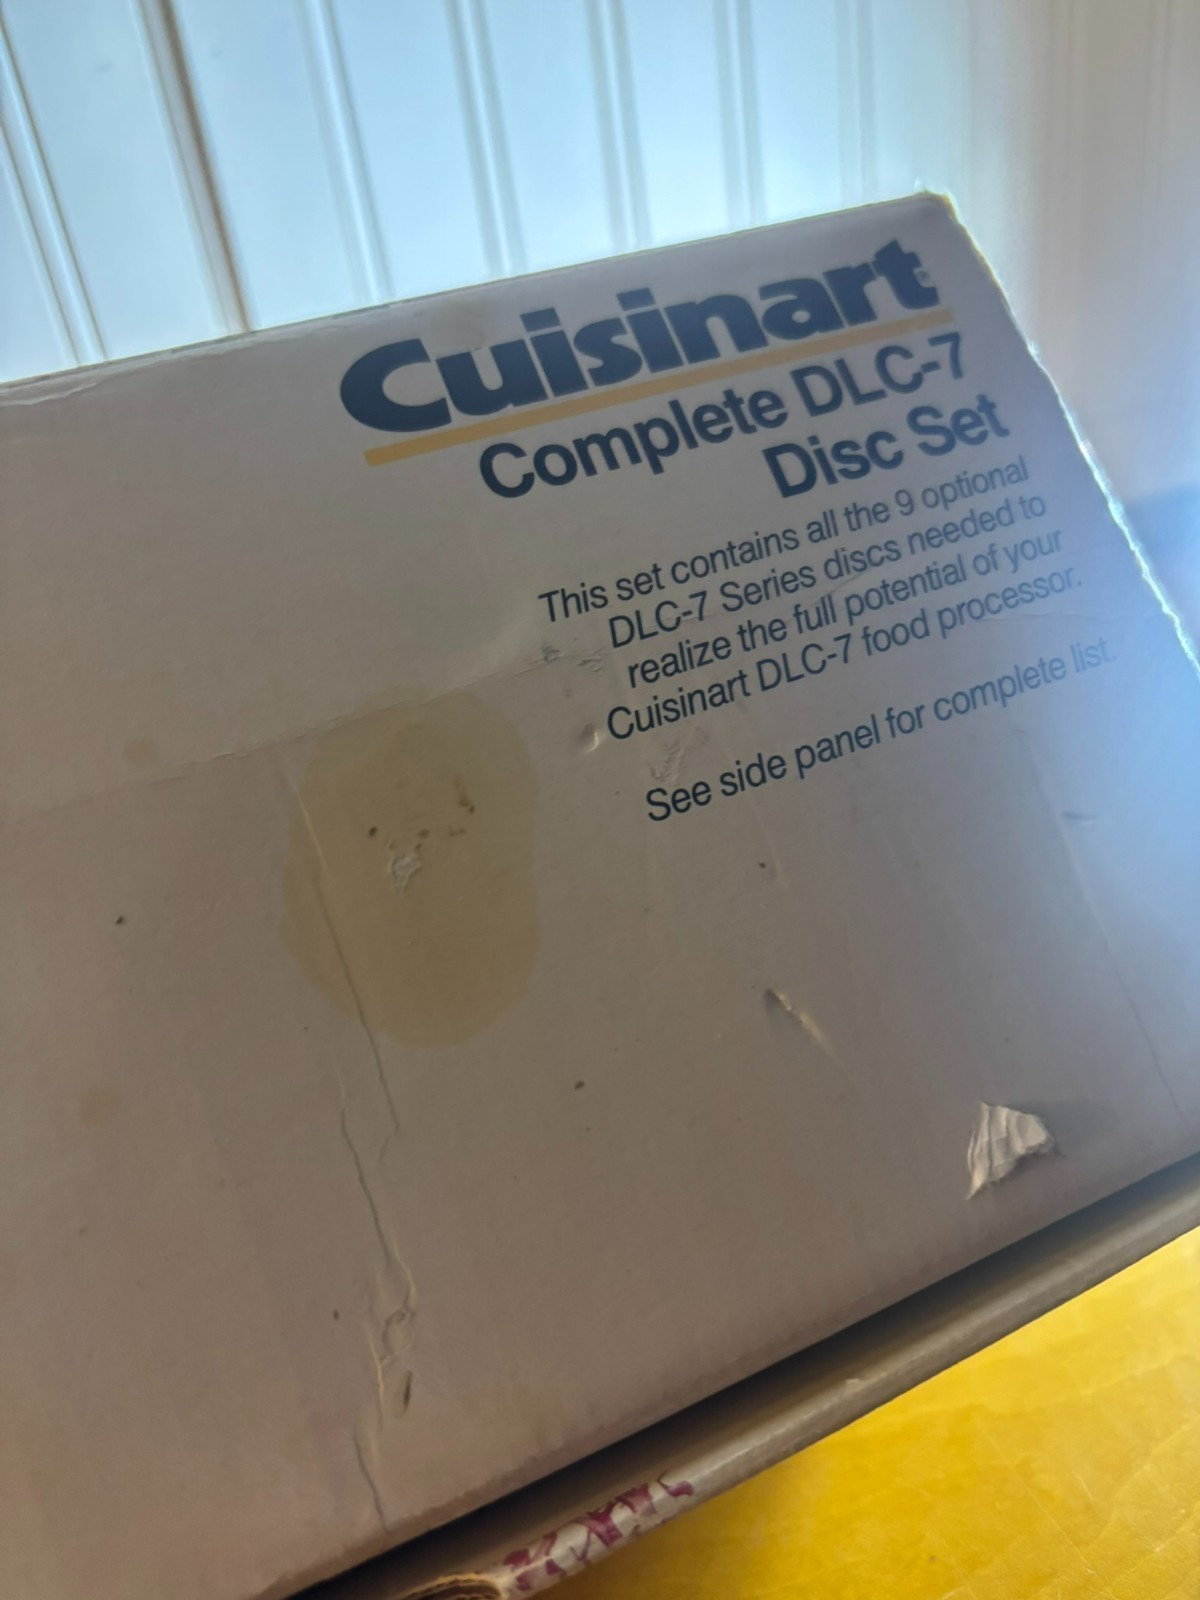 Cuisinart®
Complete DLC-7
Disc Set
This set contains all the 9 optional
DLC-7 Series discs needed to
realize the full potential of your
Cuisinart DLC-7 food processor.
See side panel for complete list.